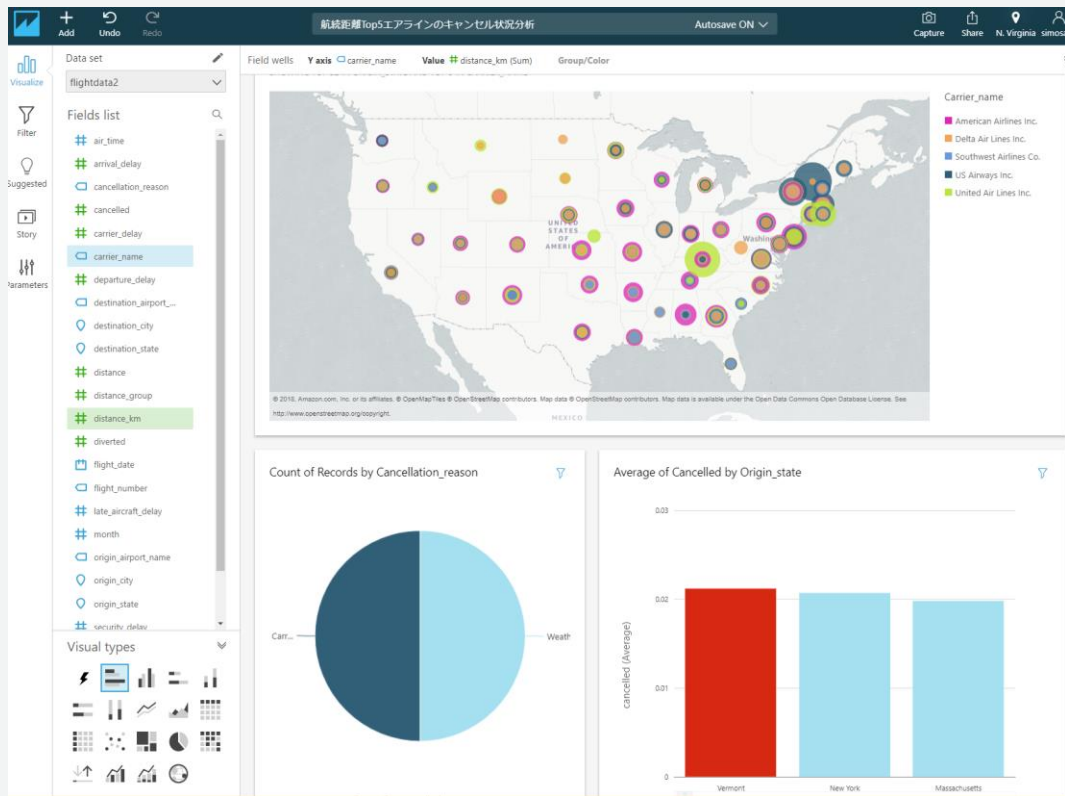 Add
Undo
Redo
航続距離Top5エアラインのキャンセル状況分析
Autosave ON
Capture
Share
N. Virginia
simosa
Visualize
Filter
Suggested
Story
Parameters
Data set
flightdata2
Fields list
air_time
arrival_delay
cancellation_reason
cancelled
carrier_delay
carrier_name
departure_delay
destination_airport_...
destination_city
destination_state
distance
distance_group
distance_km
diverted
flight_date
flight_number
late_aircraft_delay
month
origin_airport_name
origin_city
origin_state
security_delay
Visual types
Field wells
Y axis carrier_name
Value distance_km (Sum)
Group/Color
UNITED
STATES
OF
AMERICA
Washington
MEXICO
© 2018, Amazon.com, Inc. or its affiliates. © OpenMapTiles © OpenStreetMap contributors. Map data © OpenStreetMap contributors. Map data is available under the Open Data Commons Open Database License. See
http://www.openstreetmap.org/copyright.
Carrier_name
American Airlines Inc.
Delta Air Lines Inc.
Southwest Airlines Co.
US Airways Inc.
United Air Lines Inc.
Count of Records by Cancellation_reason
Carr...
Weath
Average of Cancelled by Origin_state
cancelled (Average)
0.03
0.02
0.01
0
Vermont
New York
Massachusetts